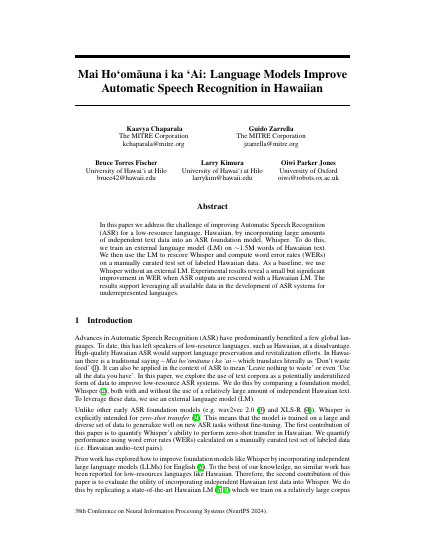 Mai Hoʻomāuna i ka ʻAi: Language Models Improve
Automatic Speech Recognition in Hawaiian
Kaavya Chaparala
The MITRE Corporation
kchaparala@mitre.org
Guido Zarrella
The MITRE Corporation
jzarrella@mitre.org
Bruce Torres Fischer
University of Hawaiʻi at Hilo
bruce42@hawaii.edu
Larry Kimura
University of Hawaiʻi at Hilo
larrykim@hawaii.edu
Oiwi Parker Jones
University of Oxford
oiwi@robots.ox.ac.uk
Abstract
In this paper we address the challenge of improving Automatic Speech Recognition
(ASR) for a low-resource language, Hawaiian, by incorporating large amounts
of independent text data into an ASR foundation model, Whisper. To do this,
we train an external language model (LM) on ~1.5M words of Hawaiian text.
We then use the LM to rescore Whisper and compute word error rates (WERs)
on a manually curated test set of labeled Hawaiian data. As a baseline, we use
Whisper without an external LM. Experimental results reveal a small but significant
improvement in WER when ASR outputs are rescored with a Hawaiian LM. The
results support leveraging all available data in the development of ASR systems for
underrepresented languages.
1 Introduction
Advances in Automatic Speech Recognition (ASR) have predominantly benefited a few global lan-
guages. To date, this has left speakers of low-resource languages, such as Hawaiian, at a disadvantage.
High-quality Hawaiian ASR would support language preservation and revitalization efforts. In Hawai-
ian there is a traditional saying – Mai hoʻomāuna i ka ʻai – which translates literally as ‘Don’t waste
food’ (1). It can also be applied in the context of ASR to mean ‘Leave nothing to waste’ or even ‘Use
all the data you have’. In this paper, we explore the use of text corpora as a potentially underutilized
form of data to improve low-resource ASR systems. We do this by comparing a foundation model,
Whisper (2), both with and without the use of a relatively large amount of independent Hawaiian text.
To leverage these data, we use an external language model (LM).
Unlike other early ASR foundation models (e.g. wav2vec 2.0 (3) and XLS-R (4)), Whisper is
explicitly intended for zero-shot transfer (2). This means that the model is trained on a large and
diverse set of data to generalize well on new ASR tasks without fine-tuning. The first contribution of
this paper is to quantify Whisper’s ability to perform zero-shot transfer in Hawaiian. We quantify
performance using word error rates (WERs) calculated on a manually curated test set of labeled data
(i.e. Hawaiian audio–text pairs).
Prior work has explored how to improve foundation models like Whisper by incorporating independent
large language models (LLMs) for English (5). To the best of our knowledge, no similar work has
been reported for low-resources languages like Hawaiian. Therefore, the second contribution of this
paper is to evaluate the utility of incorporating independent Hawaiian text data into Whisper. We do
this by replicating a state-of-the-art Hawaiian LM (6, 7) which we train on a relatively large corpus
38th Conference on Neural Information Processing Systems (NeurIPS 2024).